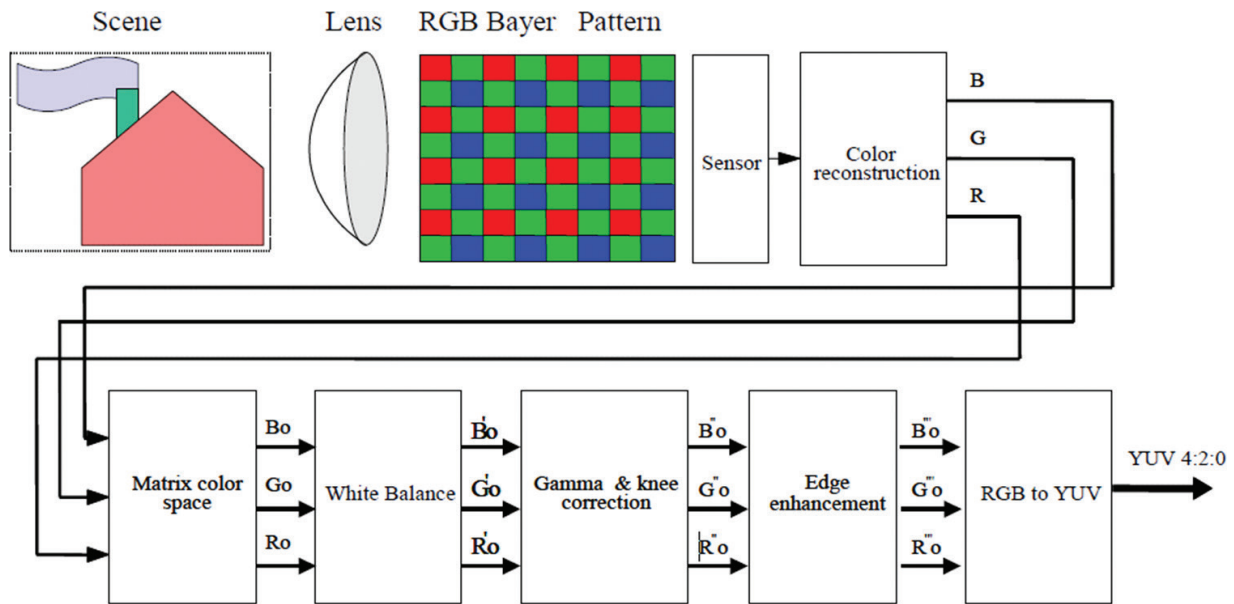 Scene
Lens
RGB Bayer Pattern
Sensor
Color
reconstruction
B
G
R
Matrix color
space
Bo
Go
Ro
White Balance
B'o
G'o
R'o
Gamma & knee
correction
B"o
G"o
R"o
Edge
enhancement
B'''o
G'''o
R'''o
RGB to YUV
YUV 4:2:0